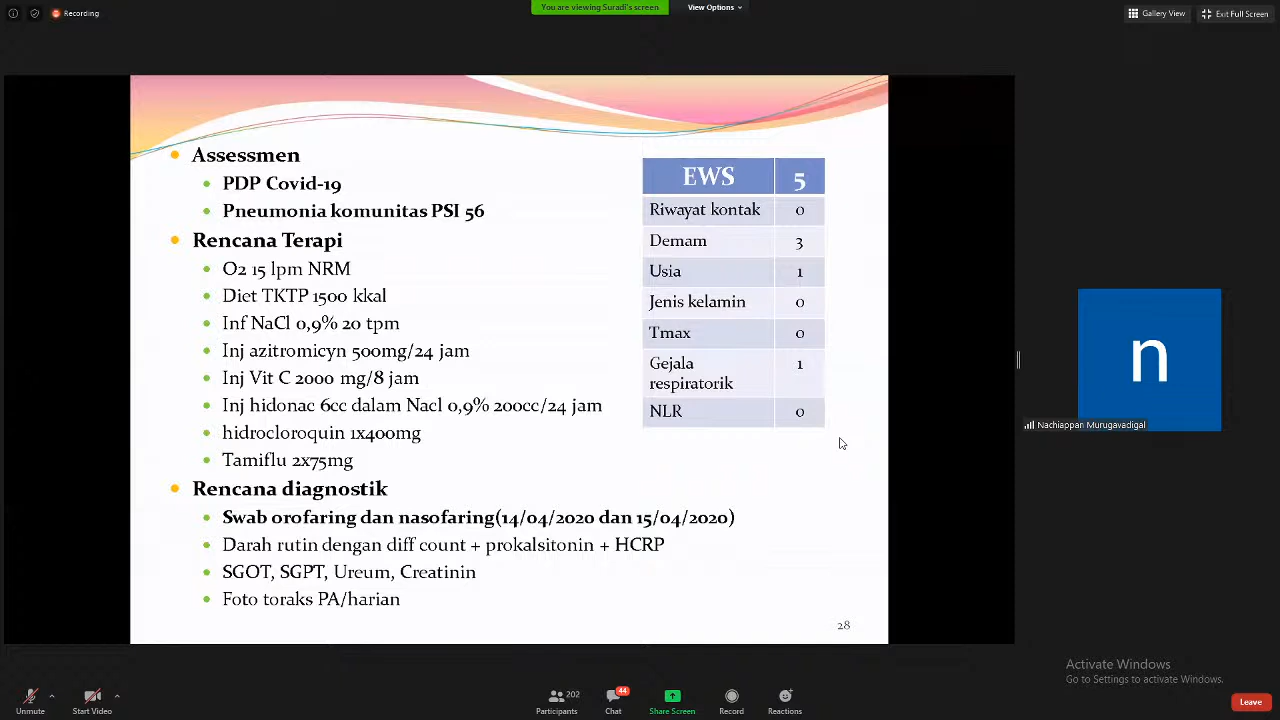 Recording
You are viewing Suradi's screen
View Options
Gallery View
Exit Full Screen
Assessmen
PDP Covid-19
Pneumonia komunitas PSI 56
Rencana Terapi
O2 15 lpm NRM
Diet TKTP 1500 kkal
Inf NaCl 0,9% 20 tpm
Inj azitromicyn 500mg/24 jam
Inj Vit C 2000 mg/8 jam
Inj hidonac 6cc dalam Nacl 0,9% 200cc/24 jam
hidrocloroquin 1x400mg
Tamiflu 2x75mg
Rencana diagnostik
Swab orofaring dan nasofaring(14/04/2020 dan 15/04/2020)
Darah rutin dengan diff count + prokalsitonin + HCRP
SGOT, SGPT, Ureum, Creatinin
Foto toraks PA/harian
EWS 5
Riwayat kontak 0
Demam 3
Usia 1
Jenis kelamin 0
Tmax 0
Gejala 1
respiratorik
NLR 0
28
n
Nachiappan Murugavadigal
Activate Windows
Go to Settings to activate Windows.
Unmute
Start Video
202
Participants
44
Chat
Share Screen
Record
Reactions
Leave